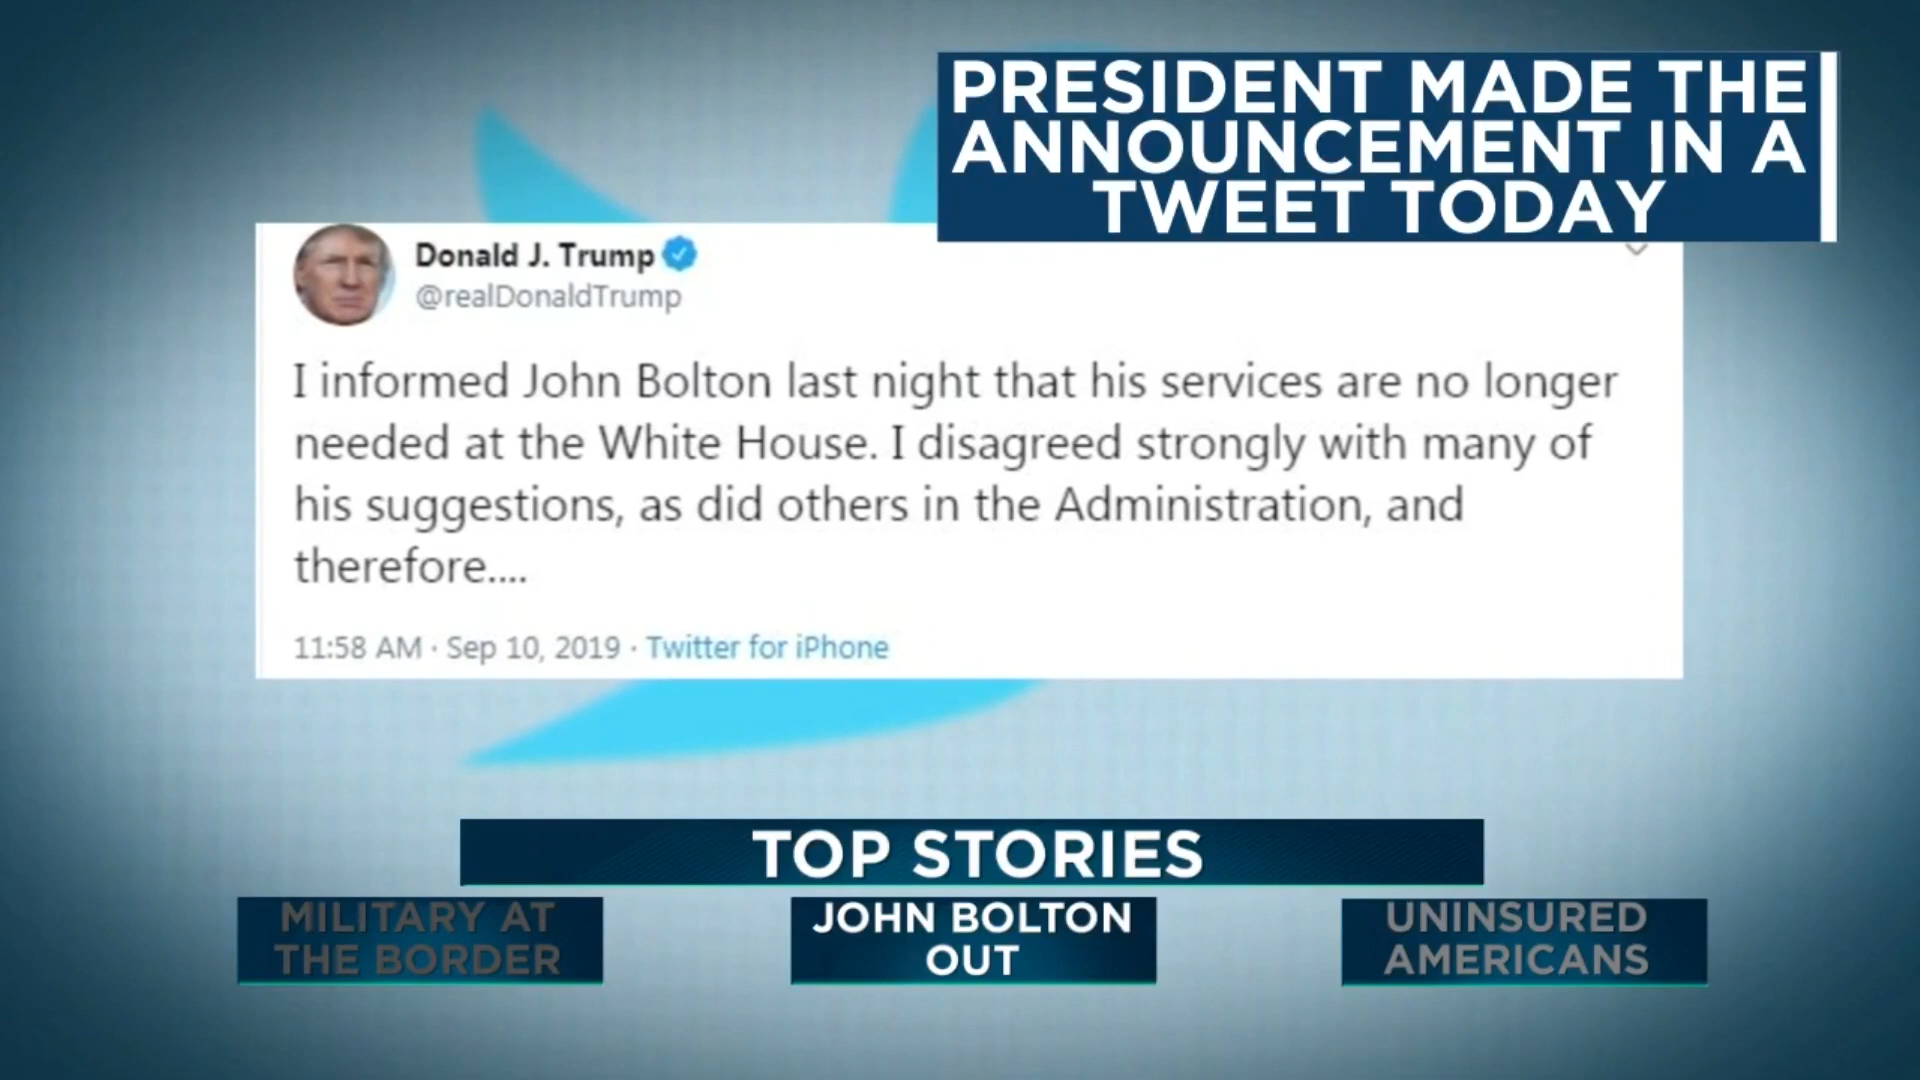 PRESIDENT MADE THE
ANNOUNCEMENT IN A
TWEET TODAY
Donald J. Trump
@realDonaldTrump
I informed John Bolton last night that his services are no longer
needed at the White House. I disagreed strongly with many of
his suggestions, as did others in the Administration, and
therefore....
11:58 AM · Sep 10, 2019 · Twitter for iPhone
TOP STORIES
MILITARY AT
THE BORDER
JOHN BOLTON
OUT
UNINSURED
AMERICANS